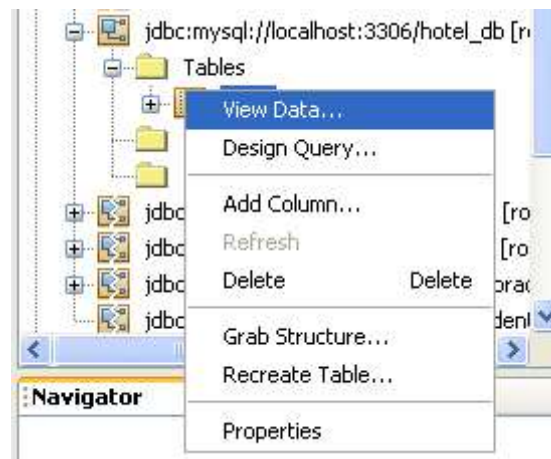 jdbc:mysql://localhost:3306/hotel_db [r
Tables
View Data...
Design Query...
jdbc Add Column... [ro
jdbc Refresh [ro
jdbc Delete Delete
jdbc
Grab Structure...
Recreate Table...
Navigator
Properties